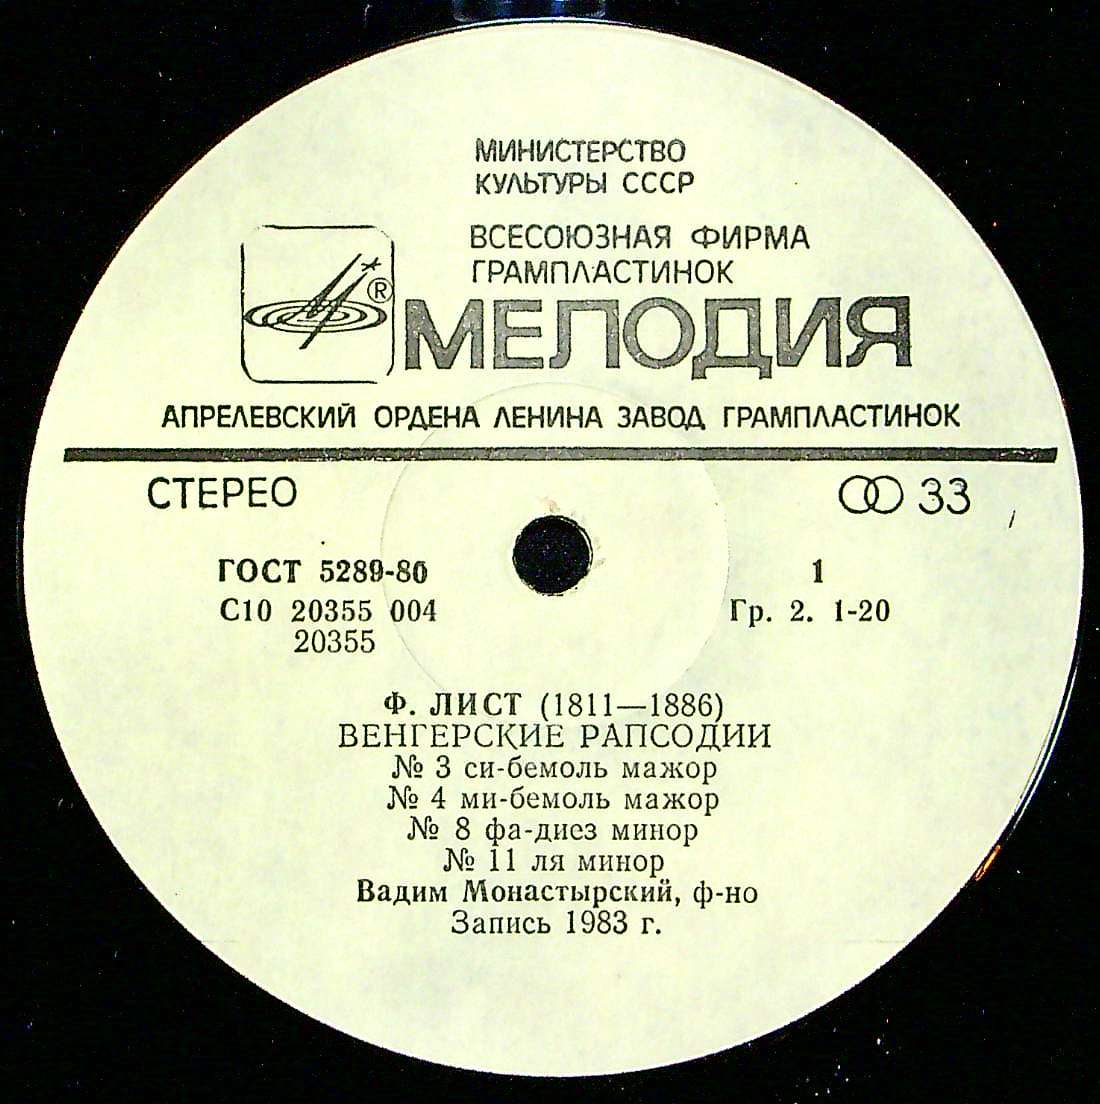 МИНИСТЕРСТВО
КУЛЬТУРЫ СССР
ВСЕСОЮЗНАЯ ФИРМА
ГРАМПЛАСТИНОК
®
МЕЛОДИЯ
АПРЕЛЕВСКИЙ ОРДЕНА ЛЕНИНА ЗАВОД ГРАМПЛАСТИНОК
СТЕРЕО
33
ГОСТ 5289-80
1
С10 20355 004
Гр. 2. 1-20
20355
Ф. ЛИСТ (1811—1886)
ВЕНГЕРСКИЕ РАПСОДИИ
№ 3 си-бемоль мажор
№ 4 ми-бемоль мажор
№ 8 фа-диез минор
№ 11 ля минор
Вадим Монастырский, ф-но
Запись 1983 г.